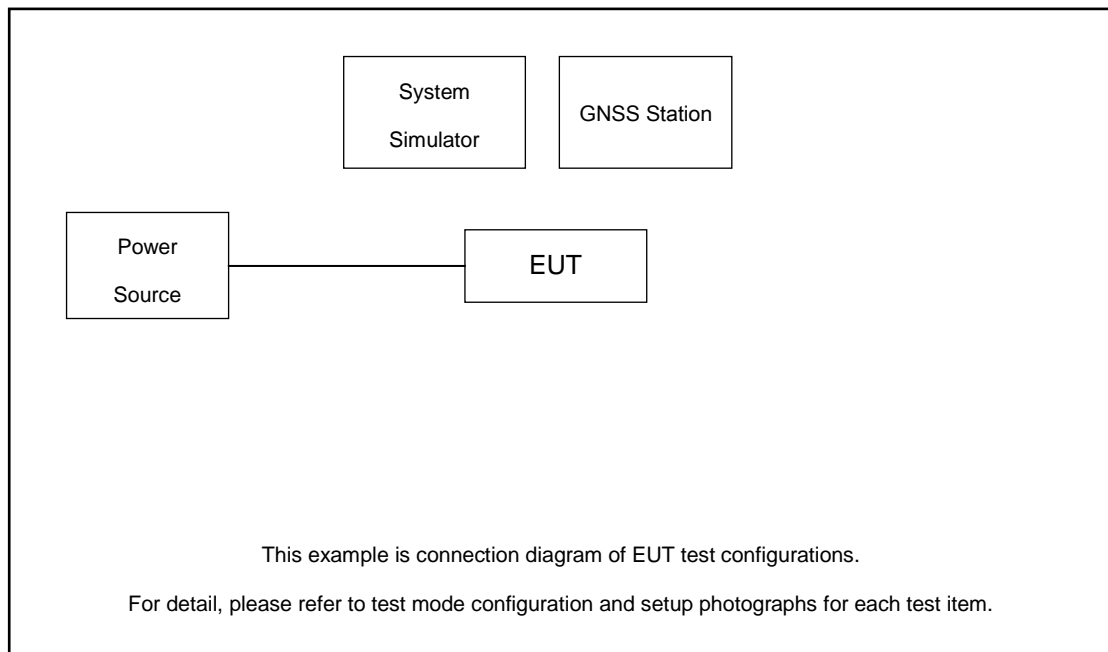 System
Simulator
GNSS Station
Power
Source
EUT
This example is connection diagram of EUT test configurations.
For detail, please refer to test mode configuration and setup photographs for each test item.